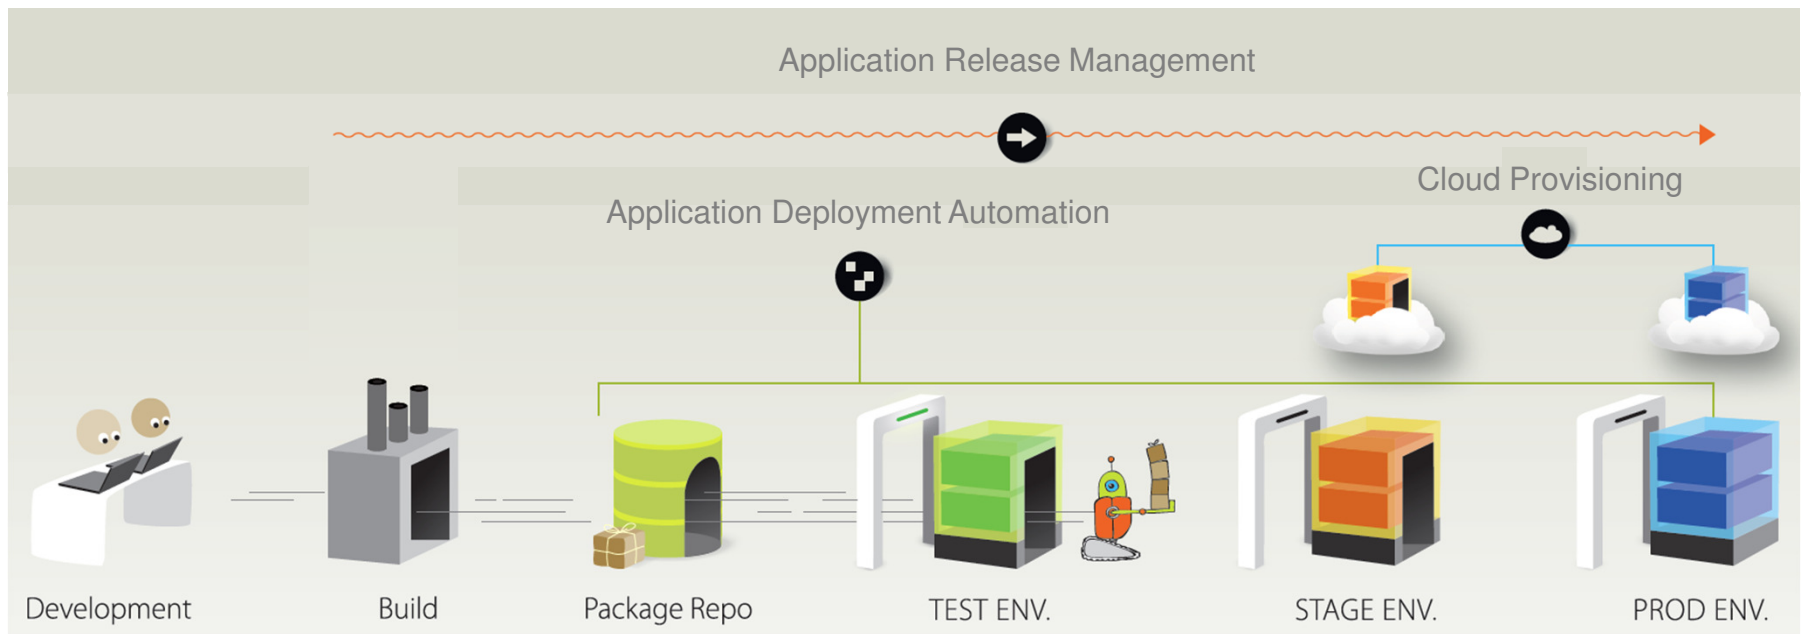 Application Release Management
Cloud Provisioning
Application Deployment Automation
Development
Build
Package Repo
TEST ENV.
STAGE ENV.
PROD ENV.